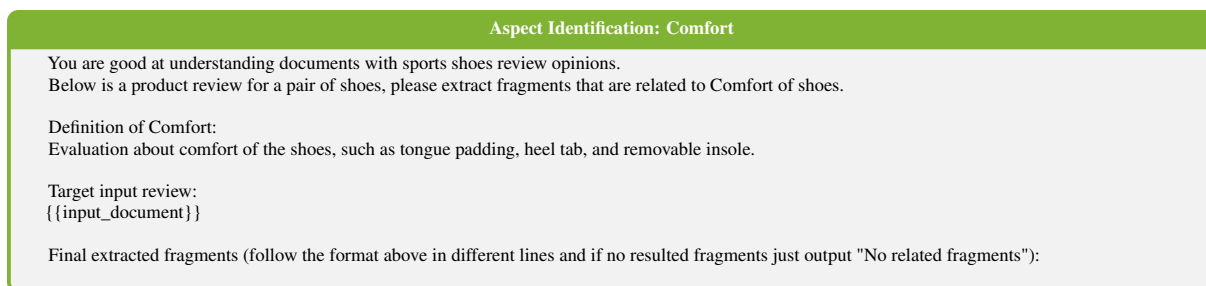 Aspect Identification: Comfort
You are good at understanding documents with sports shoes review opinions.
Below is a product review for a pair of shoes, please extract fragments that are related to Comfort of shoes.
Definition of Comfort:
Evaluation about comfort of the shoes, such as tongue padding, heel tab, and removable insole.
Target input review:
{{input_document}}
Final extracted fragments (follow the format above in different lines and if no resulted fragments just output "No related fragments"):